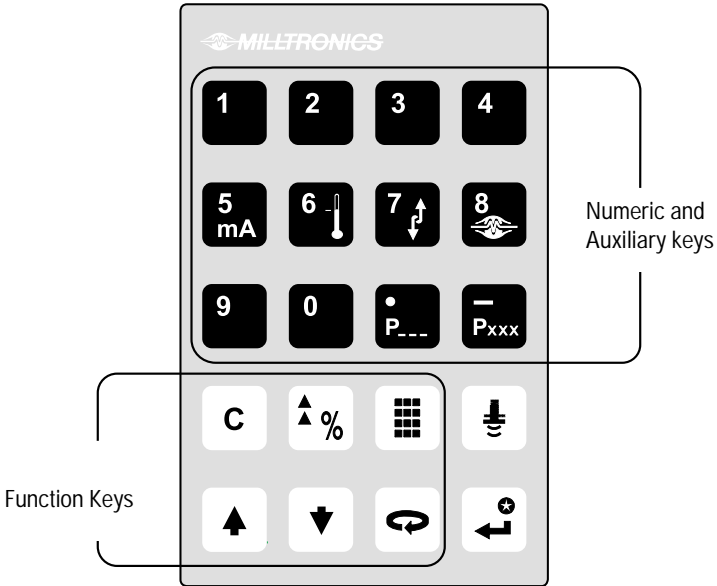 MILLTRONICS
1 2 3 4
5 6 7 8
mA
9 0 • –
P___ Pxxx
Numeric and
Auxiliary keys
C %
Function Keys